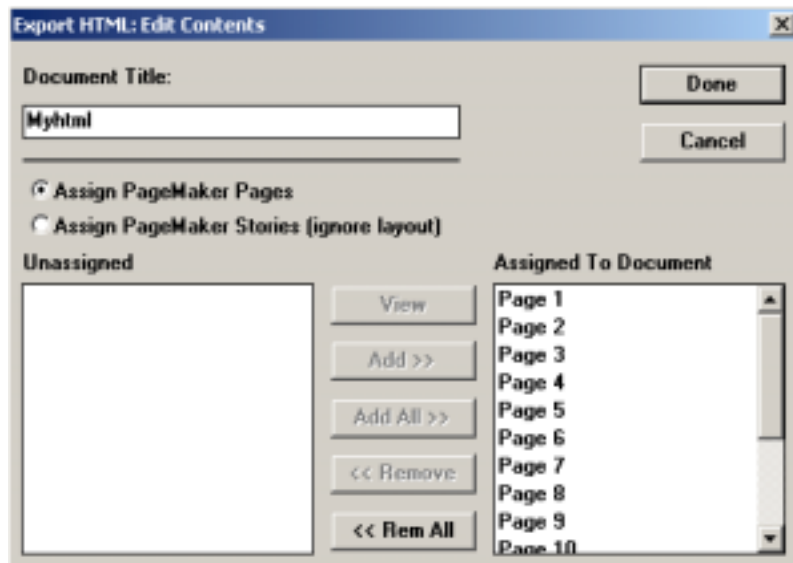 Export HTML: Edit Contents
Document Title:
Done
Myhtml
Cancel
Assign PageMaker Pages
Assign PageMaker Stories (ignore layout)
Unassigned
Assigned To Document
View
Add >>
Add All >>
<< Remove
<< Rem All
Page 1
Page 2
Page 3
Page 4
Page 5
Page 6
Page 7
Page 8
Page 9
Page 10